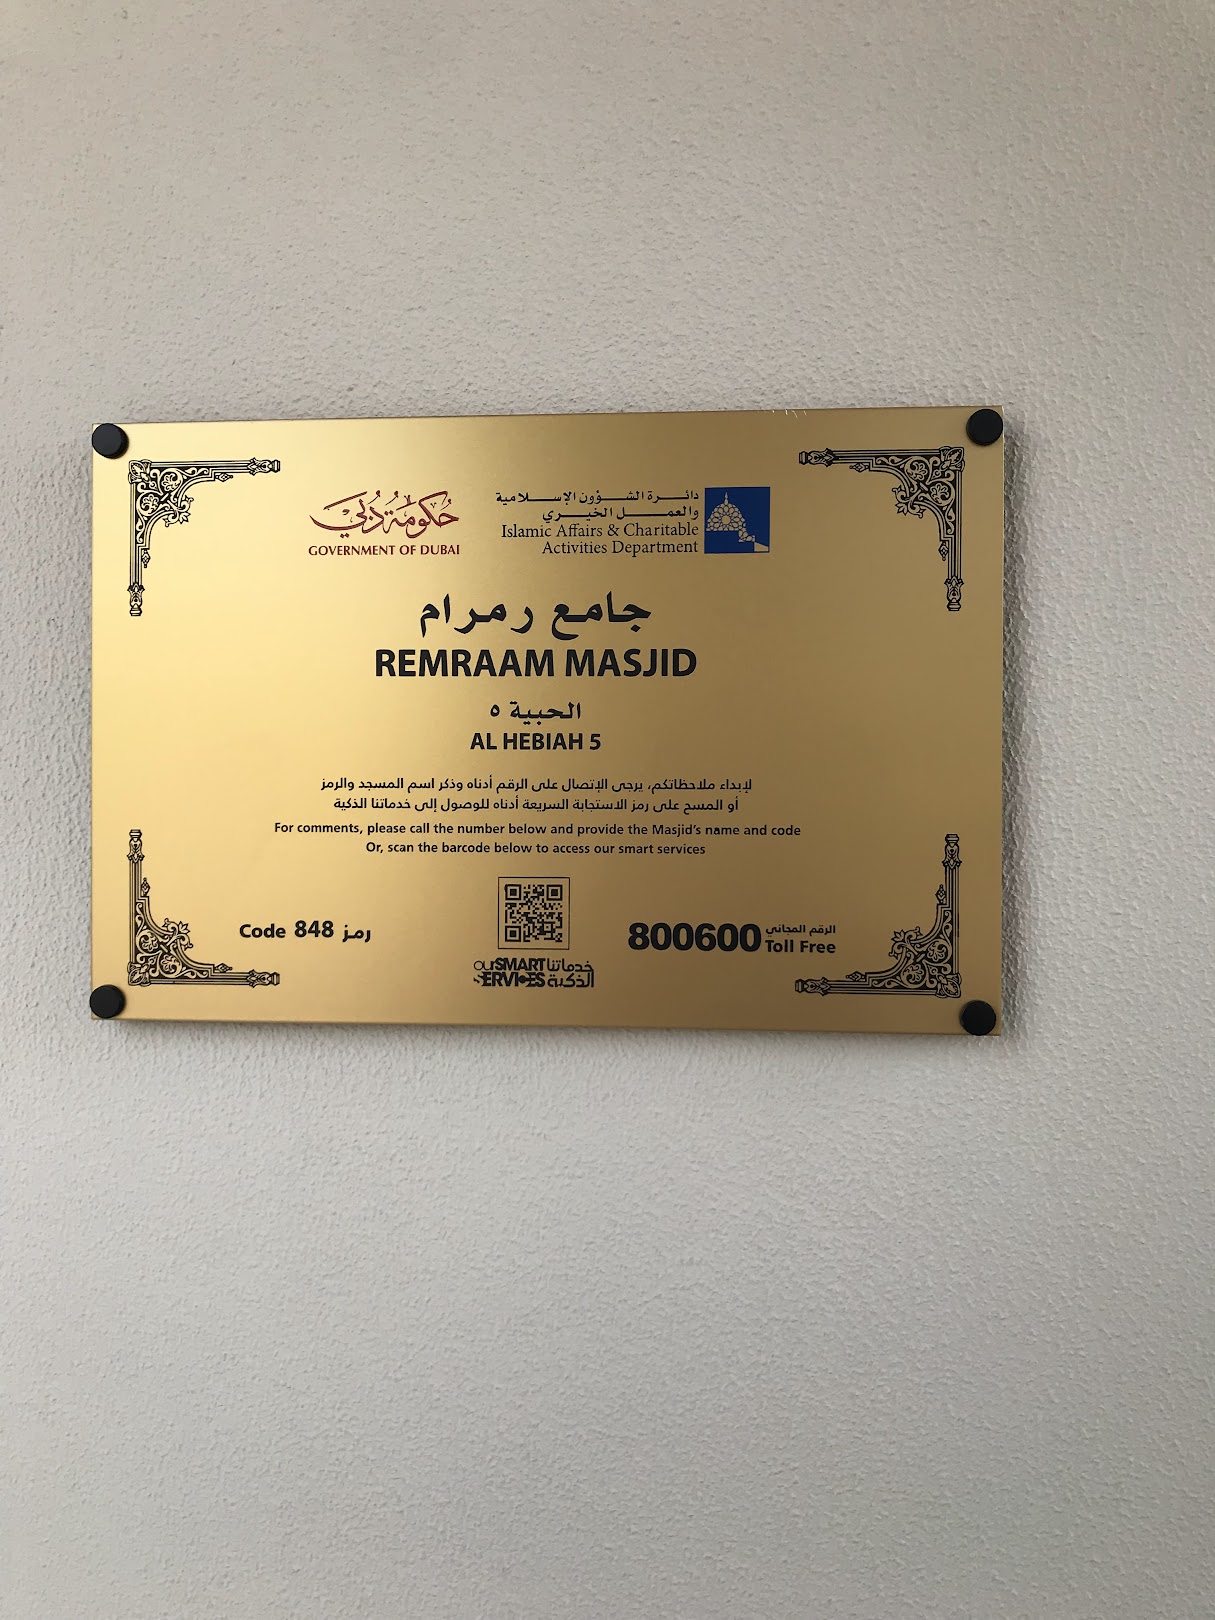 حكومة دبي
GOVERNMENT OF DUBAI
دائرة الشؤون الإسلامية
والعمل الخيري
Islamic Affairs & Charitable
Activities Department
جامع رمرام
REMRAAM MASJID
الحبية ٥
AL HEBIAH 5
لإبداء ملاحظاتكم، يرجى الإتصال على الرقم أدناه وذكر اسم المسجد والرمز
أو المسح على رمز الاستجابة السريعة أدناه للوصول إلى خدماتنا الذكية
For comments, please call the number below and provide the Masjid's name and code
Or, scan the barcode below to access our smart services
Code 848 رمز
800600 الرقم المجاني
Toll Free
ourSMART خدماتنا
SERVICES الذكية